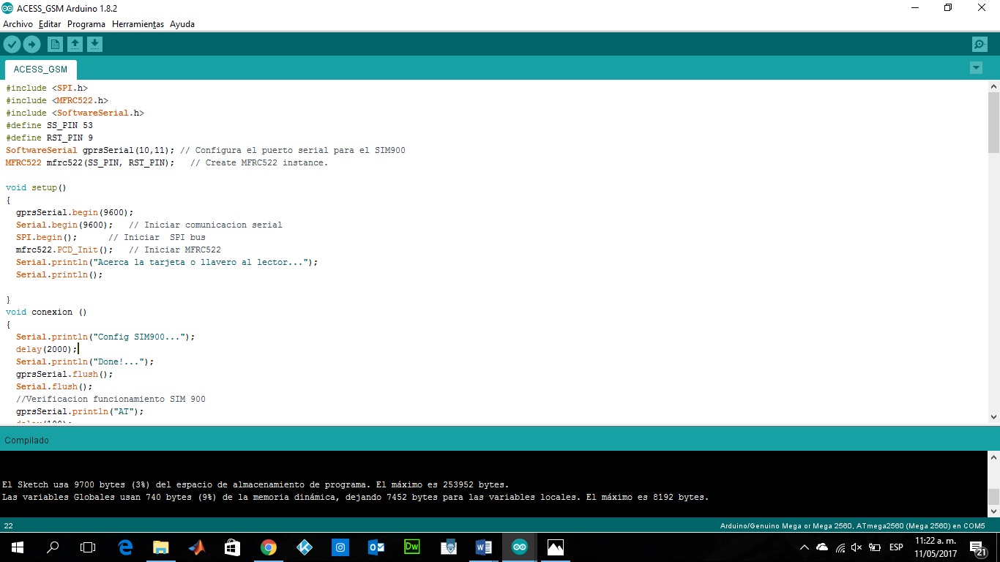 ACESS_GSM Arduino 1.8.2
Archivo Editar Programa Herramientas Ayuda
ACESS_GSM
#include <SPI.h>
#include <MFRC522.h>
#include <SoftwareSerial.h>
#define SS_PIN 53
#define RST_PIN 9
SoftwareSerial gprsSerial(10,11); // Configura el puerto serial para el SIM900
MFRC522 mfrc522(SS_PIN, RST_PIN);   // Create MFRC522 instance.
void setup()
{
  gprsSerial.begin(9600);
  Serial.begin(9600);   // Iniciar comunicacion serial
  SPI.begin();      // Iniciar  SPI bus
  mfrc522.PCD_Init();   // Iniciar MFRC522
  Serial.println("Acerca la tarjeta o llavero al lector...");
  Serial.println();
}
void conexion ()
{
  Serial.println("Config SIM900...");
  delay(2000);
  Serial.println("Done!...");
  gprsSerial.flush();
  Serial.flush();
  //Verificacion funcionamiento SIM 900
  gprsSerial.println("AT");
  delay(100);
Compilado
El Sketch usa 9700 bytes (3%) del espacio de almacenamiento de programa. El máximo es 253952 bytes.
Las variables Globales usan 740 bytes (9%) de la memoria dinámica, dejando 7452 bytes para las variables locales. El máximo es 8192 bytes.
22
Arduino/Genuino Mega or Mega 2560, ATmega2560 (Mega 2560) en COM5
Dw
ESP
11:22 a. m.
11/05/2017
21